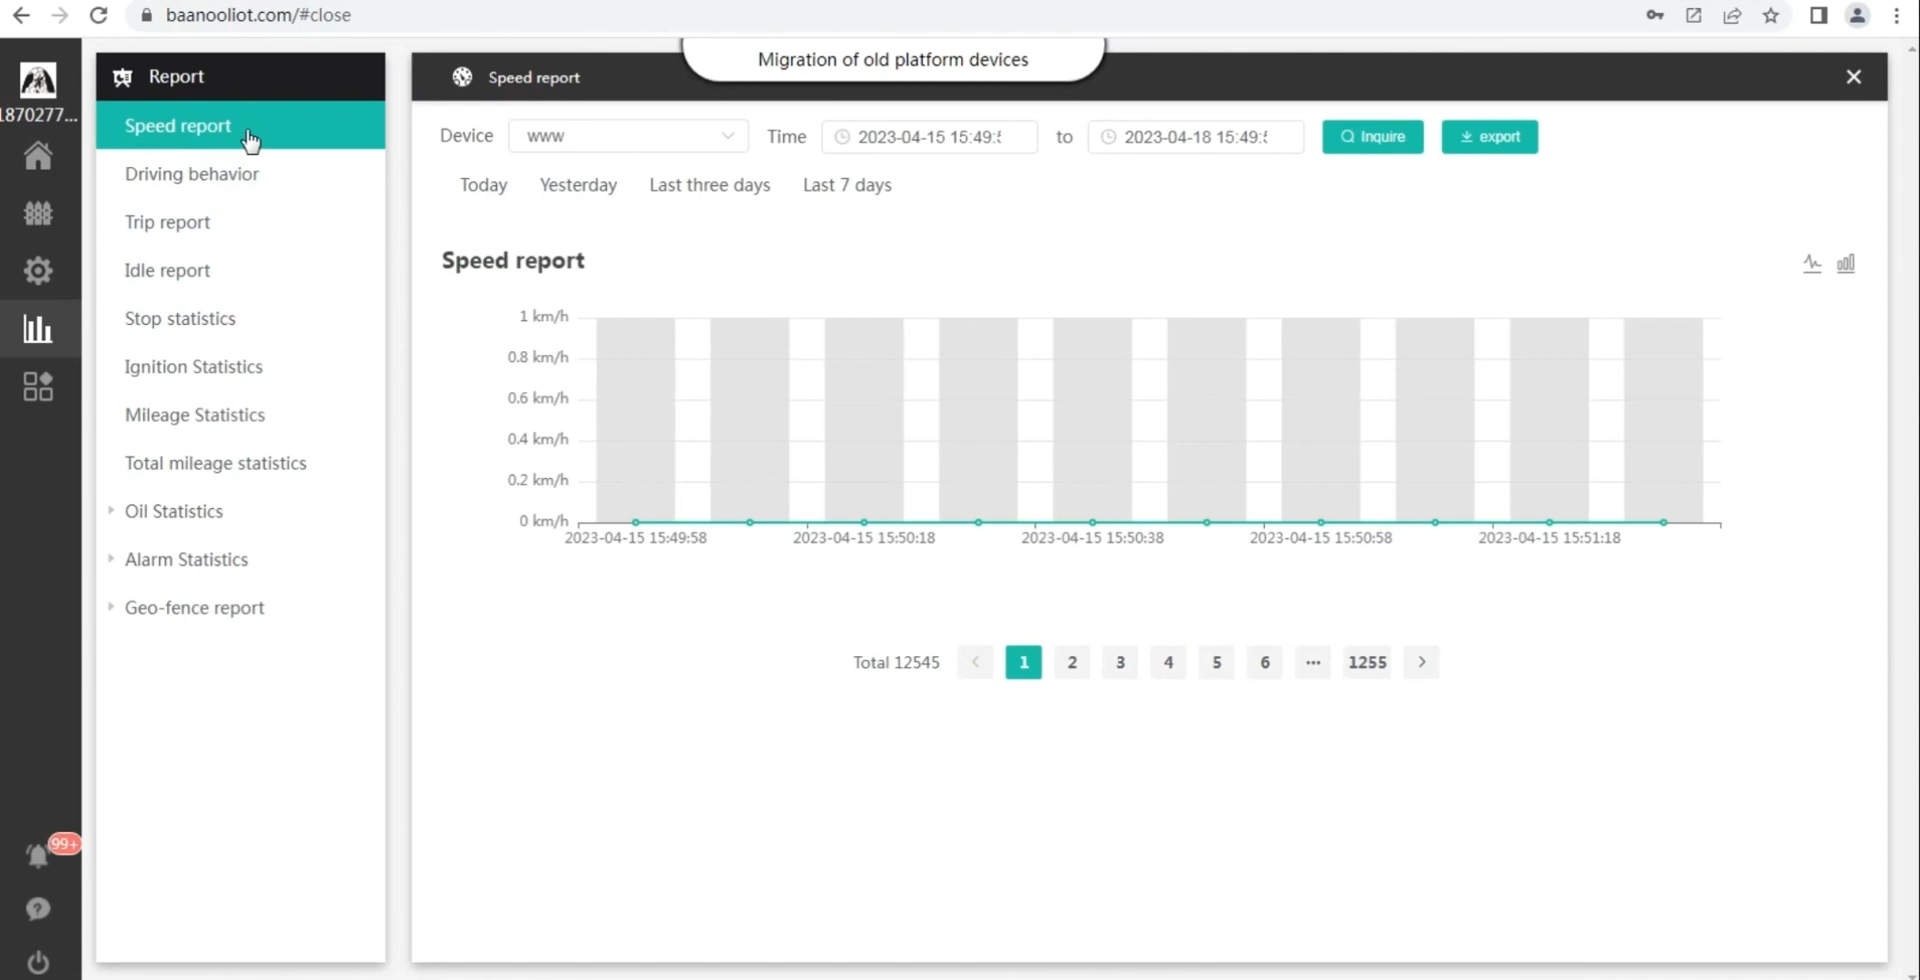 baanooliot.com/#close
Migration of old platform devices
1870277...
Report
Speed report
Driving behavior
Trip report
Idle report
Stop statistics
Ignition Statistics
Mileage Statistics
Total mileage statistics
Oil Statistics
Alarm Statistics
Geo-fence report
99+
Speed report
Device www Time 2023-04-15 15:49:5 to 2023-04-18 15:49:5 Inquire export
Today Yesterday Last three days Last 7 days
Speed report
1 km/h
0.8 km/h
0.6 km/h
0.4 km/h
0.2 km/h
0 km/h
2023-04-15 15:49:58 2023-04-15 15:50:18 2023-04-15 15:50:38 2023-04-15 15:50:58 2023-04-15 15:51:18
Total 12545 1 2 3 4 5 6 ... 1255